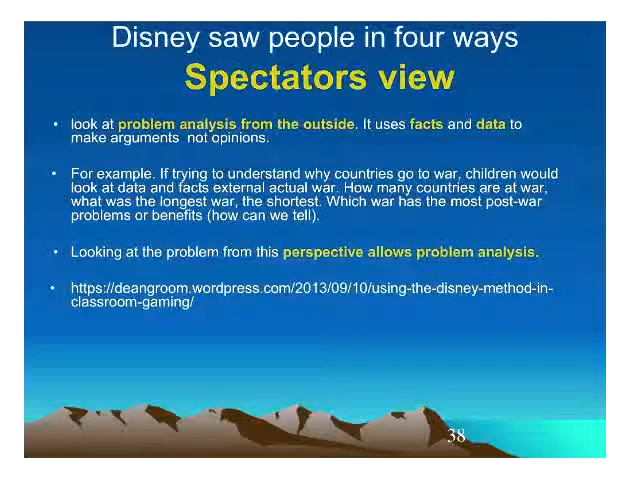 Disney saw people in four ways
Spectators view
• look at problem analysis from the outside. It uses facts and data to
make arguments  not opinions.
• For example. If trying to understand why countries go to war, children would
look at data and facts external actual war. How many countries are at war,
what was the longest war, the shortest. Which war has the most post-war
problems or benefits (how can we tell).
• Looking at the problem from this perspective allows problem analysis.
• https://deangroom.wordpress.com/2013/09/10/using-the-disney-method-in-
classroom-gaming/
38